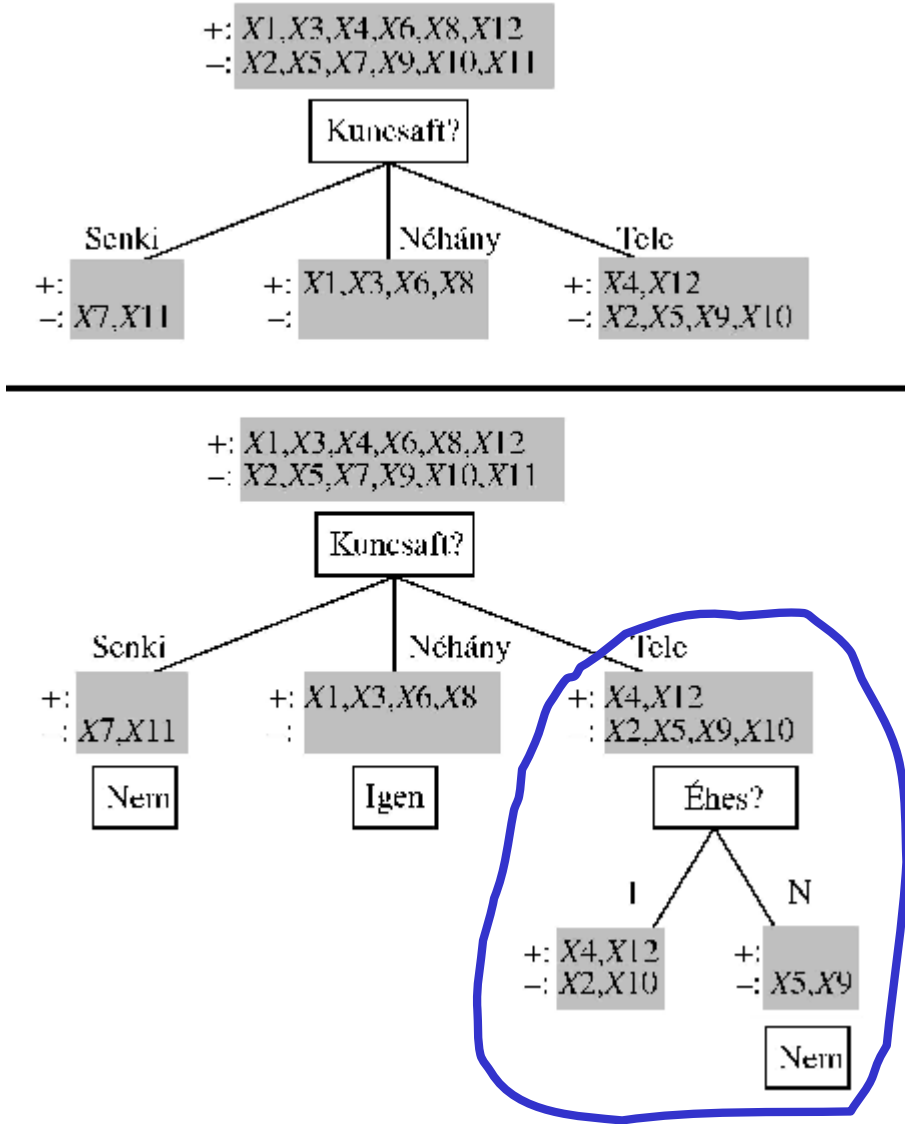 +: X1,X3,X4,X6,X8,X12
–: X2,X5,X7,X9,X10,X11
Kuncsaft?
Senki Néhány Tele
+: +: X1,X3,X6,X8 +: X4,X12
–: X7,X11 –: –: X2,X5,X9,X10
+: X1,X3,X4,X6,X8,X12
–: X2,X5,X7,X9,X10,X11
Kuncsaft?
Senki Néhány Tele
+: +: X1,X3,X6,X8 +: X4,X12
: X7,X11 : : X2,X5,X9,X10
Nem Igen Éhes?
I N
+: X4,X12 +:
–: X2,X10 –: X5,X9
Nem